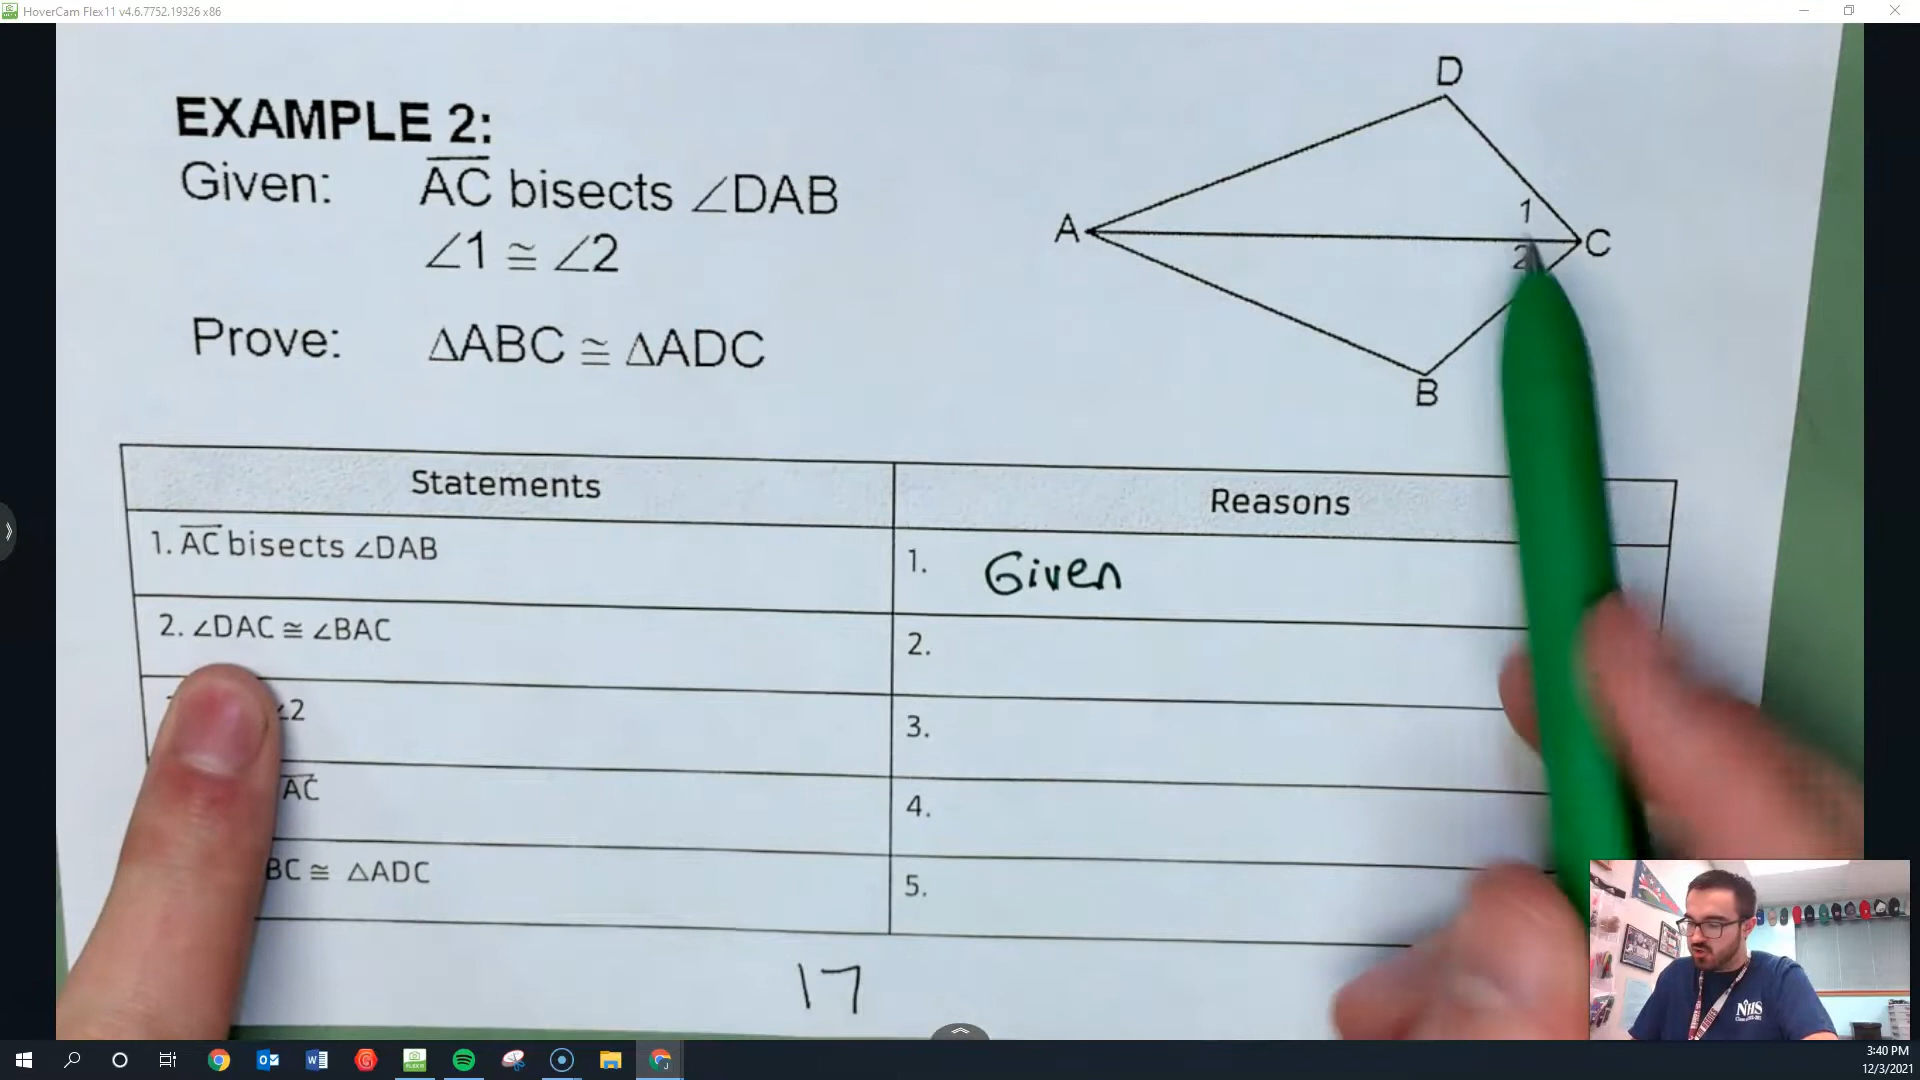 HoverCam Flex11 v4.6.7752.19326 x86
EXAMPLE 2:
Given: AC bisects ∠DAB
∠1 ≅ ∠2
Prove: ΔABC ≅ ΔADC
D
A
1
2
C
B
Statements
Reasons
1. AC bisects ∠DAB
1. Given
2. ∠DAC ≅ ∠BAC
2.
∠2
3.
AC
4.
BC ≅ △ADC
5.
17
NHS
3:40 PM
12/3/2021